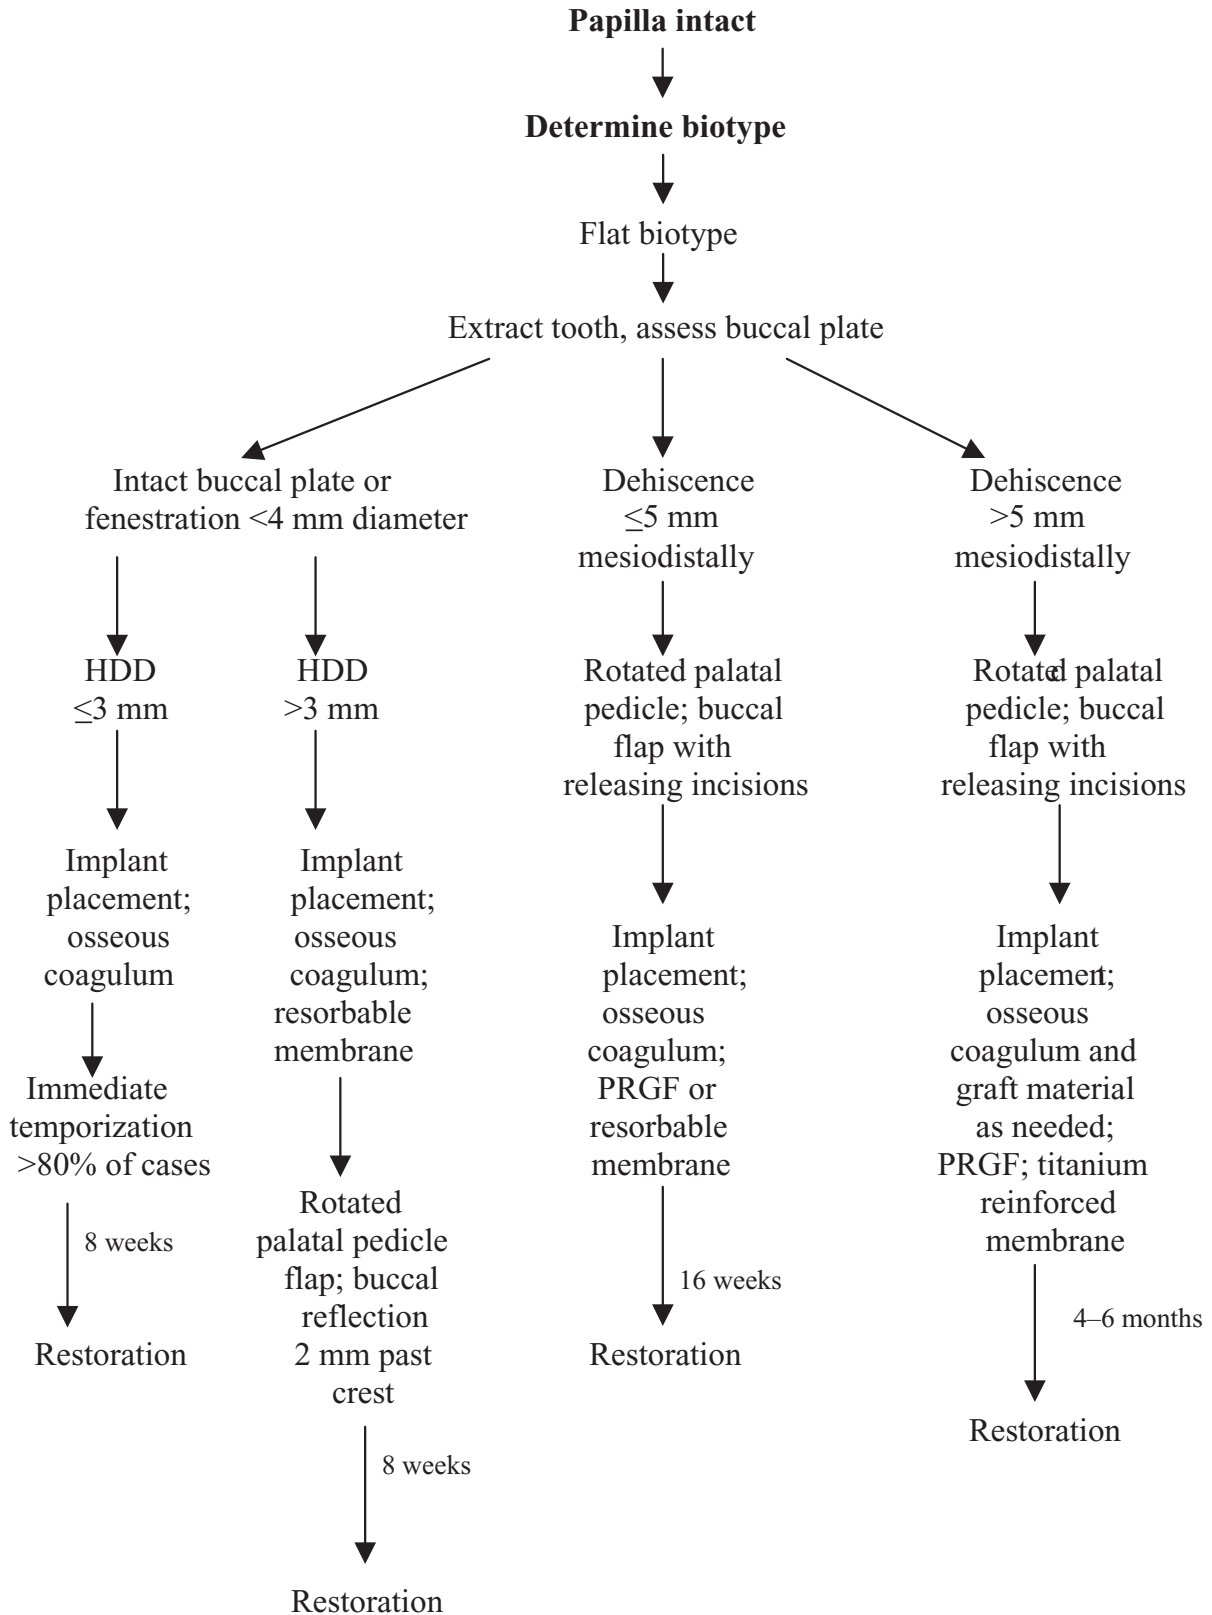 Papilla intact
Determine biotype
Flat biotype
Extract tooth, assess buccal plate
Intact buccal plate or
fenestration <4 mm diameter
HDD
≤3 mm
Implant
placement;
osseous
coagulum
Immediate
temporization
>80% of cases
8 weeks
Restoration
HDD
>3 mm
Implant
placement;
osseous
coagulum;
resorbable
membrane
Rotated
palatal pedicle
flap; buccal
reflection
2 mm past
crest
8 weeks
Restoration
Dehiscence
≤5 mm
mesiodistally
Rotated palatal
pedicle; buccal
flap with
releasing incisions
Implant
placement;
osseous
coagulum;
PRGF or
resorbable
membrane
16 weeks
Restoration
Dehiscence
>5 mm
mesiodistally
Rotated palatal
pedicle; buccal
flap with
releasing incisions
Implant
placement;
osseous
coagulum and
graft material
as needed;
PRGF; titanium
reinforced
membrane
4–6 months
Restoration